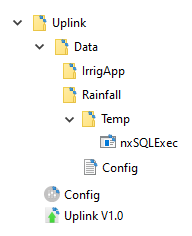 Uplink
Data
IrrigApp
Rainfall
Temp
nxSQLExec
Config
Config
Uplink V1.0